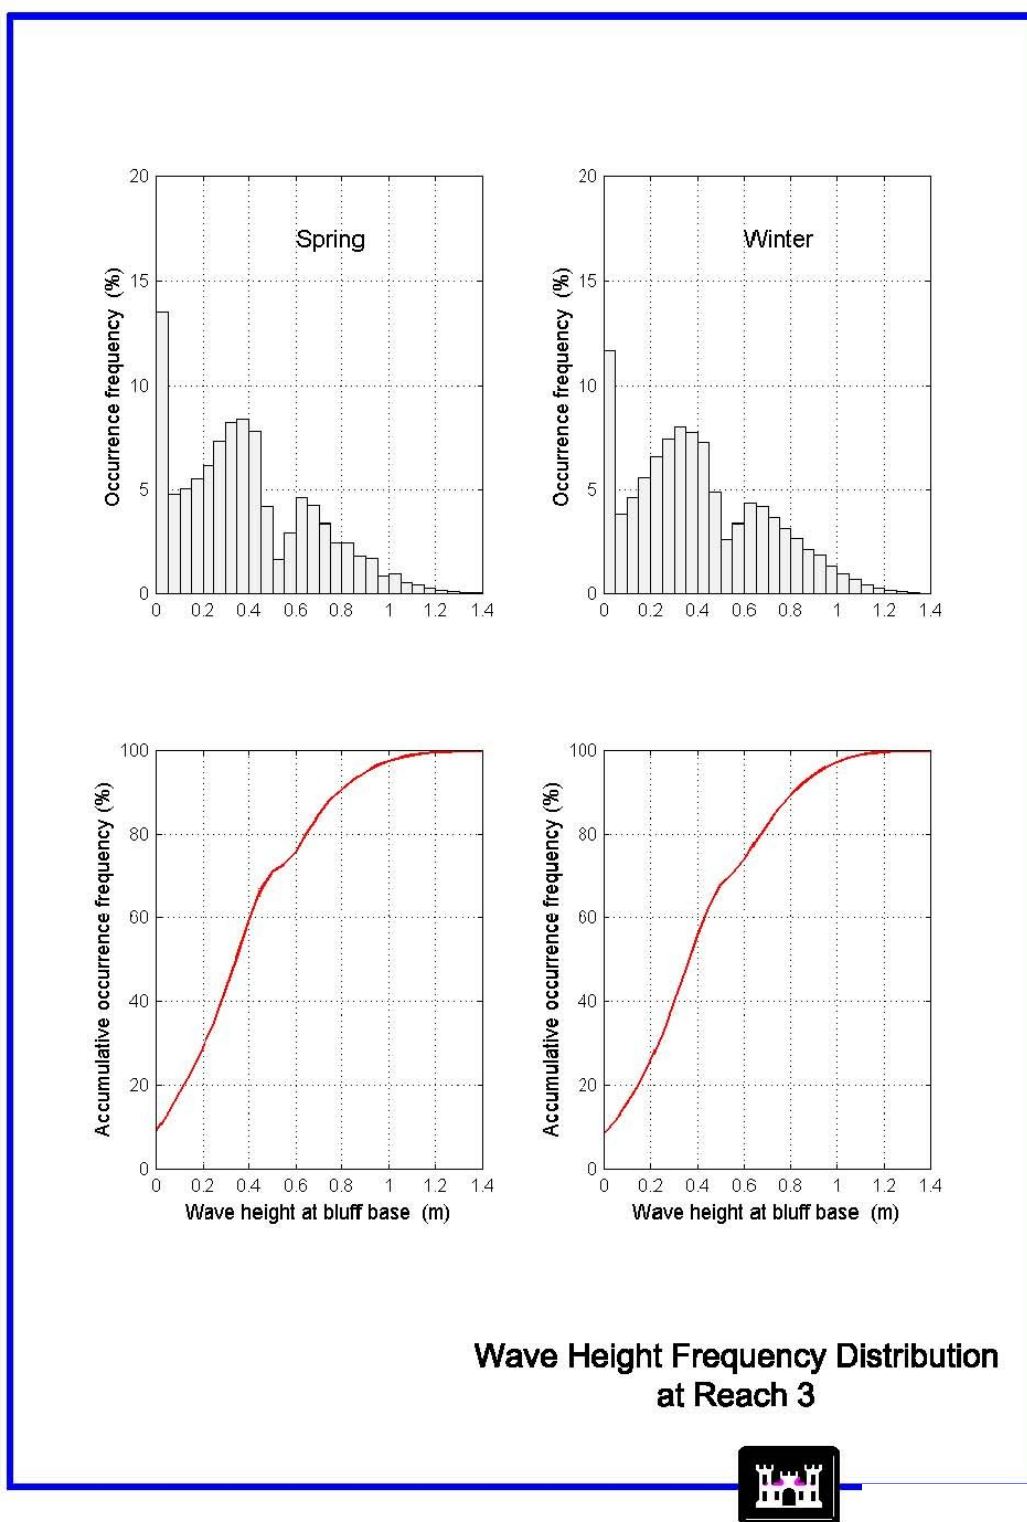 20
15
10
5
0
Occurrence frequency (%)
Spring
0 0.2 0.4 0.6 0.8 1 1.2 1.4
20
15
10
5
0
Occurrence frequency (%)
Winter
0 0.2 0.4 0.6 0.8 1 1.2 1.4
100
80
60
40
20
0
Accumulative occurrence frequency (%)
0 0.2 0.4 0.6 0.8 1 1.2 1.4
Wave height at bluff base (m)
100
80
60
40
20
0
Accumulative occurrence frequency (%)
0 0.2 0.4 0.6 0.8 1 1.2 1.4
Wave height at bluff base (m)
Wave Height Frequency Distribution
at Reach 3